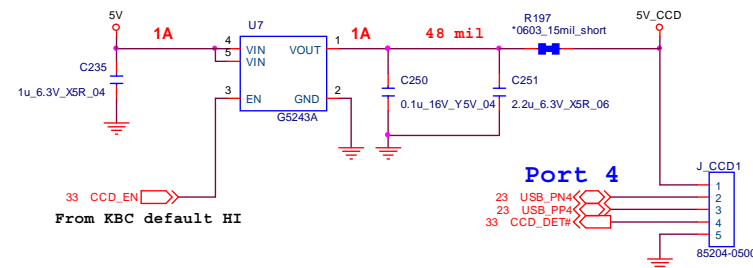 5V
1A
U7
1A
48 mil
R197
*0603_15mil_short
5V_CCD
4
5
VIN
VIN
VOUT
1
C235
1u_6.3V_X5R_04
3
EN
GND
2
G5243A
C250
0.1u_16V_Y5V_04
C251
2.2u_6.3V_X5R_06
33 CCD_EN
From KBC default HI
Port 4
J_CCD1
23 USB_PN4
23 USB_PP4
33 CCD_DET#
1
2
3
4
5
85204-0500